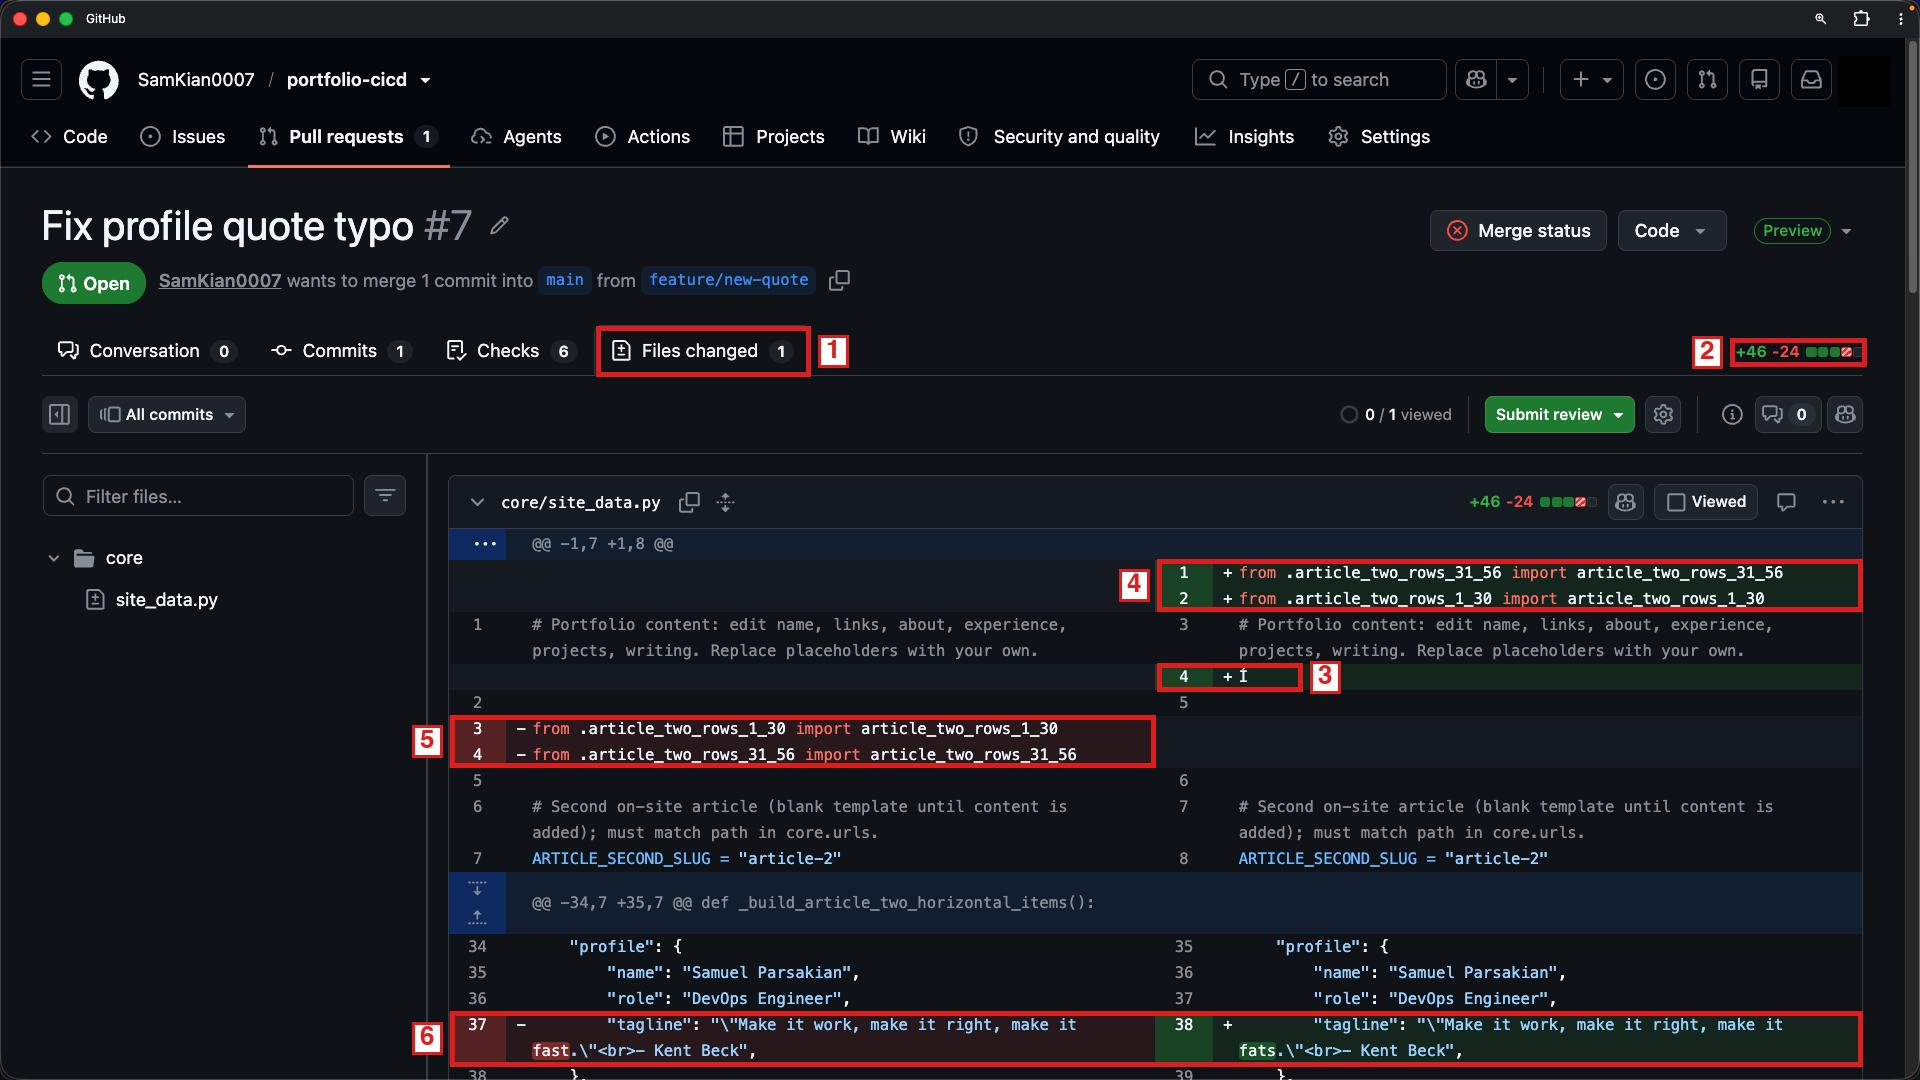 GitHub
SamKian0007 / portfolio-cicd
Type / to search
Code
Issues
Pull requests 1
Agents
Actions
Projects
Wiki
Security and quality
Insights
Settings
Fix profile quote typo #7
Merge status
Code
Preview
Open
SamKian0007 wants to merge 1 commit into main from feature/new-quote
Conversation 0
Commits 1
Checks 6
Files changed 1
1
2
+46 -24
All commits
0 / 1 viewed
Submit review
0
Filter files...
core
site_data.py
core/site_data.py
+46 -24
Viewed
@@ -1,7 +1,8 @@
4
1 + from .article_two_rows_31_56 import article_two_rows_31_56
2 + from .article_two_rows_1_30 import article_two_rows_1_30
1 # Portfolio content: edit name, links, about, experience,
projects, writing. Replace placeholders with your own.
3 # Portfolio content: edit name, links, about, experience,
projects, writing. Replace placeholders with your own.
4 +
3
2
5
5
3 - from .article_two_rows_1_30 import article_two_rows_1_30
4 - from .article_two_rows_31_56 import article_two_rows_31_56
5
6
6 # Second on-site article (blank template until content is
added); must match path in core.urls.
7 # Second on-site article (blank template until content is
added); must match path in core.urls.
7 ARTICLE_SECOND_SLUG = "article-2"
8 ARTICLE_SECOND_SLUG = "article-2"
@@ -34,7 +35,7 @@ def _build_article_two_horizontal_items():
34 "profile": {
35 "profile": {
35 "name": "Samuel Parsakian",
36 "name": "Samuel Parsakian",
36 "role": "DevOps Engineer",
37 "role": "DevOps Engineer",
6
37 - "tagline": "\"Make it work, make it right, make it
fast.\"<br>- Kent Beck",
38 + "tagline": "\"Make it work, make it right, make it
fats.\"<br>- Kent Beck",
38 },
39 },